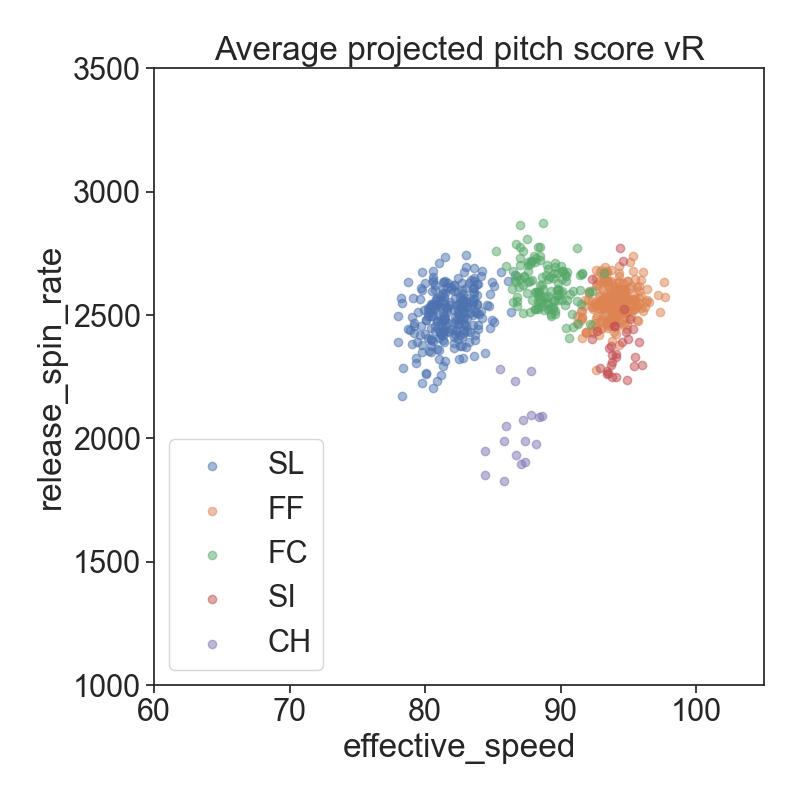 Average projected pitch score vR
3500
3000
2500
2000
1500
1000
release_spin_rate
SL
FF
FC
SI
CH
60
70
80
90
100
effective_speed